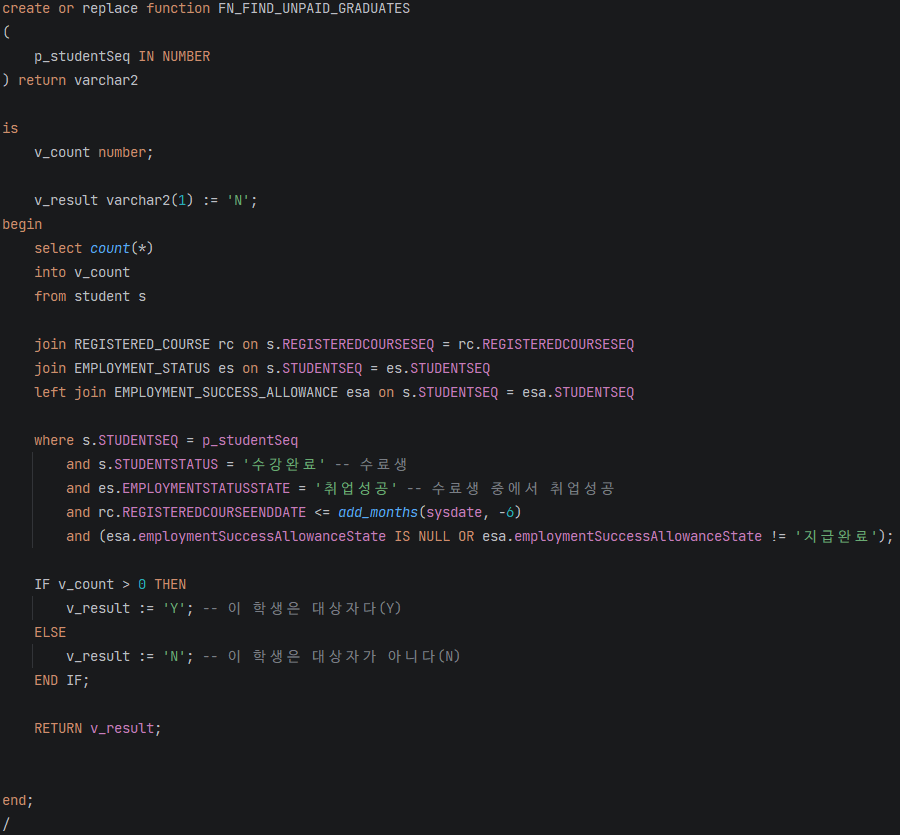 create or replace function FN_FIND_UNPAID_GRADUATES
(
    p_studentSeq IN NUMBER
) return varchar2
is
    v_count number;
    v_result varchar2(1) := 'N';
begin
    select count(*)
    into v_count
    from student s
    join REGISTERED_COURSE rc on s.REGISTEREDCOURSESEQ = rc.REGISTEREDCOURSESEQ
    join EMPLOYMENT_STATUS es on s.STUDENTSEQ = es.STUDENTSEQ
    left join EMPLOYMENT_SUCCESS_ALLOWANCE esa on s.STUDENTSEQ = esa.STUDENTSEQ
    where s.STUDENTSEQ = p_studentSeq
        and s.STUDENTSTATUS = '수강완료' -- 수료생
        and es.EMPLOYMENTSTATUSSTATE = '취업성공' -- 수료생 중에서 취업성공
        and rc.REGISTEREDCOURSEENDDATE <= add_months(sysdate, -6)
        and (esa.employmentSuccessAllowanceState IS NULL OR esa.employmentSuccessAllowanceState != '지급완료');
    IF v_count > 0 THEN
        v_result := 'Y'; -- 이 학생은 대상자다(Y)
    ELSE
        v_result := 'N'; -- 이 학생은 대상자가 아니다(N)
    END IF;
    RETURN v_result;
end;
/